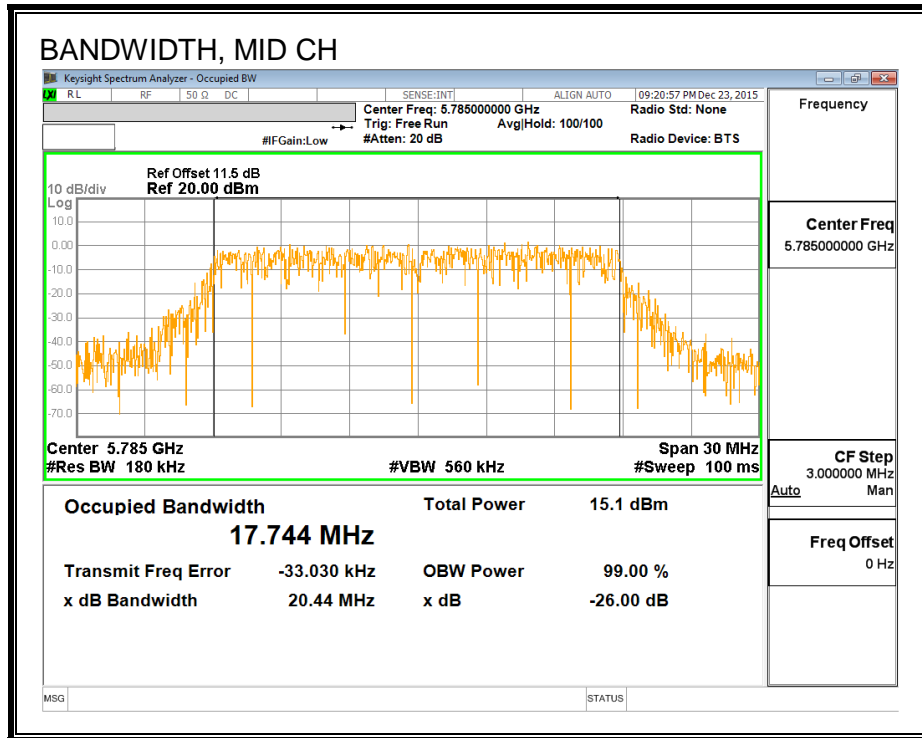 BANDWIDTH, MID CH
Keysight Spectrum Analyzer - Occupied BW
LXI RL RF 50 Ω DC SENSE:INT ALIGN AUTO 09:20:57 PM Dec 23, 2015
Center Freq: 5.785000000 GHz Radio Std: None
Trig: Free Run Avg|Hold: 100/100
#IFGain:Low #Atten: 20 dB Radio Device: BTS
Frequency
Ref Offset 11.5 dB
10 dB/div Ref 20.00 dBm
Log
10.0
0.00
-10.0
-20.0
-30.0
-40.0
-50.0
-60.0
-70.0
Center 5.785 GHz Span 30 MHz
#Res BW 180 kHz #VBW 560 kHz #Sweep 100 ms
Center Freq
5.785000000 GHz
CF Step
3.000000 MHz
Auto Man
Freq Offset
0 Hz
Occupied Bandwidth Total Power 15.1 dBm
17.744 MHz
Transmit Freq Error -33.030 kHz OBW Power 99.00 %
x dB Bandwidth 20.44 MHz x dB -26.00 dB
MSG STATUS